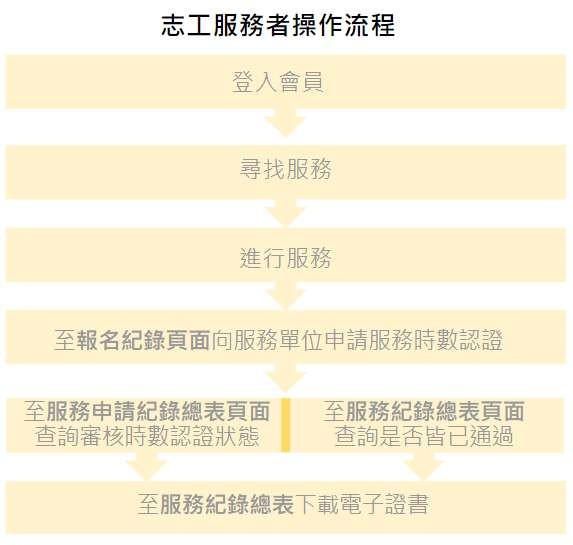 志工服務者操作流程
登入會員
尋找服務
進行服務
至報名紀錄頁面向服務單位申請服務時數認證
至服務申請紀錄總表頁面
查詢審核時數認證狀態
至服務紀錄總表頁面
查詢是否皆已通過
至服務紀錄總表下載電子證書